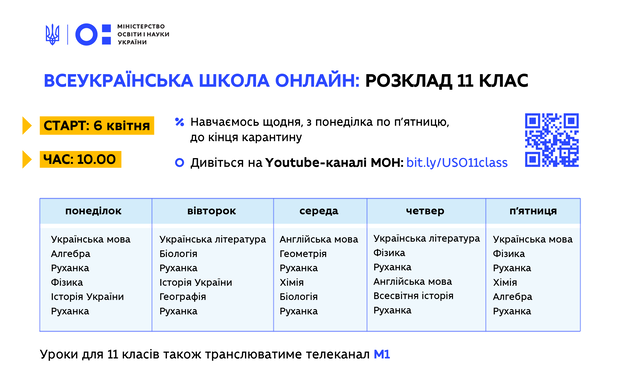 МІНІСТЕРСТВО
ОСВІТИ І НАУКИ
УКРАЇНИ
ВСЕУКРАЇНСЬКА ШКОЛА ОНЛАЙН: РОЗКЛАД 11 КЛАС
СТАРТ: 6 квітня
ЧАС: 10.00
Навчаємось щодня, з понеділка по п'ятницю,
до кінця карантину
Дивіться на Youtube-каналі МОН: bit.ly/USO11class
понеділок вівторок середа четвер п'ятниця
Українська мова Українська література Англійська мова Українська література Українська мова
Алгебра Біологія Геометрія Фізика Фізика
Руханка Руханка Руханка Руханка Руханка
Фізика Історія України Хімія Англійська мова Хімія
Історія України Географія Біологія Всесвітня історія Алгебра
Руханка Руханка Руханка Руханка Руханка
Уроки для 11 класів також транслюватиме телеканал М1